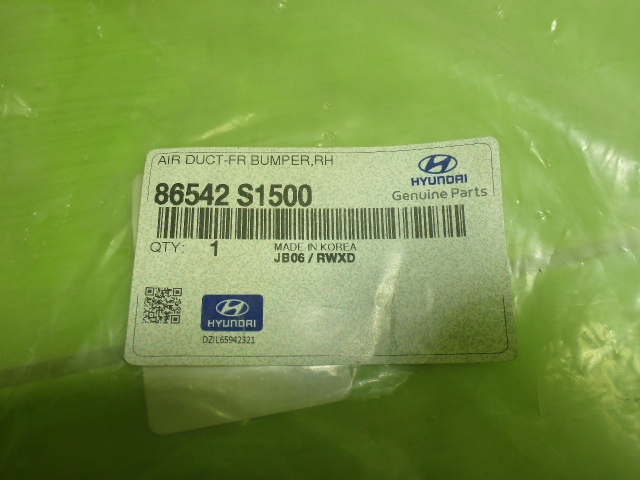 AIR DUCT-FR BUMPER,RH
HYUNDAI
86542 S1500
Genuine Parts
QTY: 1
MADE IN KOREA
JB06 / RWXD
HYUNDAI
DZIL65942321